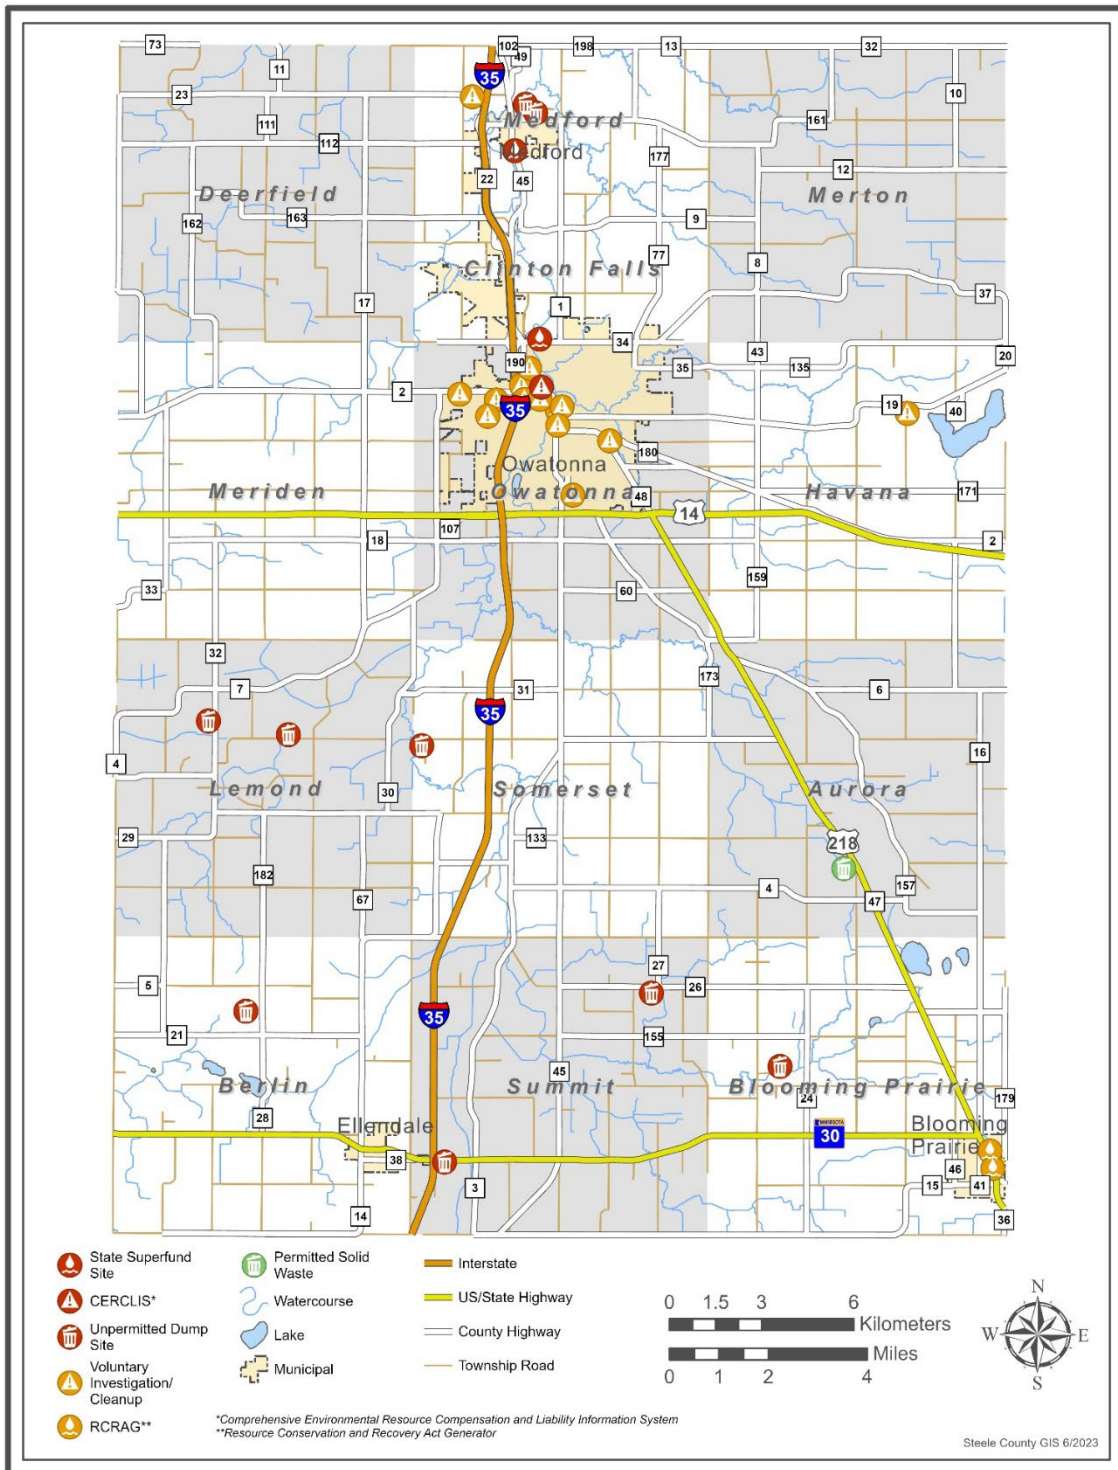 73
102
49
198
13
32
11
35
23
10
111
Medford
161
112
Medford
177
12
22
45
Deerfield
Merton
162
163
9
77
8
Clinton Falls
37
17
1
34
43
20
190
35
135
2
35
19
40
Owatonna
180
Meriden
Owatonna
48
Havana
171
14
107
18
2
33
60
159
32
7
31
173
6
35
4
16
Lemond
30
Somerset
Aurora
29
133
218
182
67
4
157
47
5
27
26
35
21
155
45
Berlin
Summit
Blooming Prairie
24
179
28
Ellendale
MINNESOTA
30
Blooming
Prairie
38
46
3
15
41
14
36
State Superfund
Site
CERCLIS*
Unpermitted Dump
Site
Voluntary
Investigation/
Cleanup
RCRAG**
Permitted Solid
Waste
Watercourse
Lake
Municipal
Interstate
US/State Highway
County Highway
Township Road
0 1.5 3 6
Kilometers
Miles
0 1 2 4
N
W E
S
*Comprehensive Environmental Resource Compensation and Liability Information System
**Resource Conservation and Recovery Act Generator
Steele County GIS 6/2023